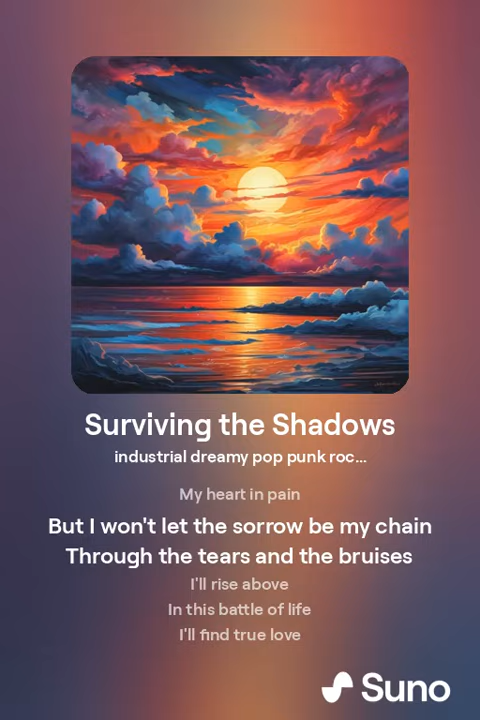 Surviving the Shadows
industrial dreamy pop punk roc...
My heart in pain
But I won't let the sorrow be my chain
Through the tears and the bruises
I'll rise above
In this battle of life
I'll find true love
Suno